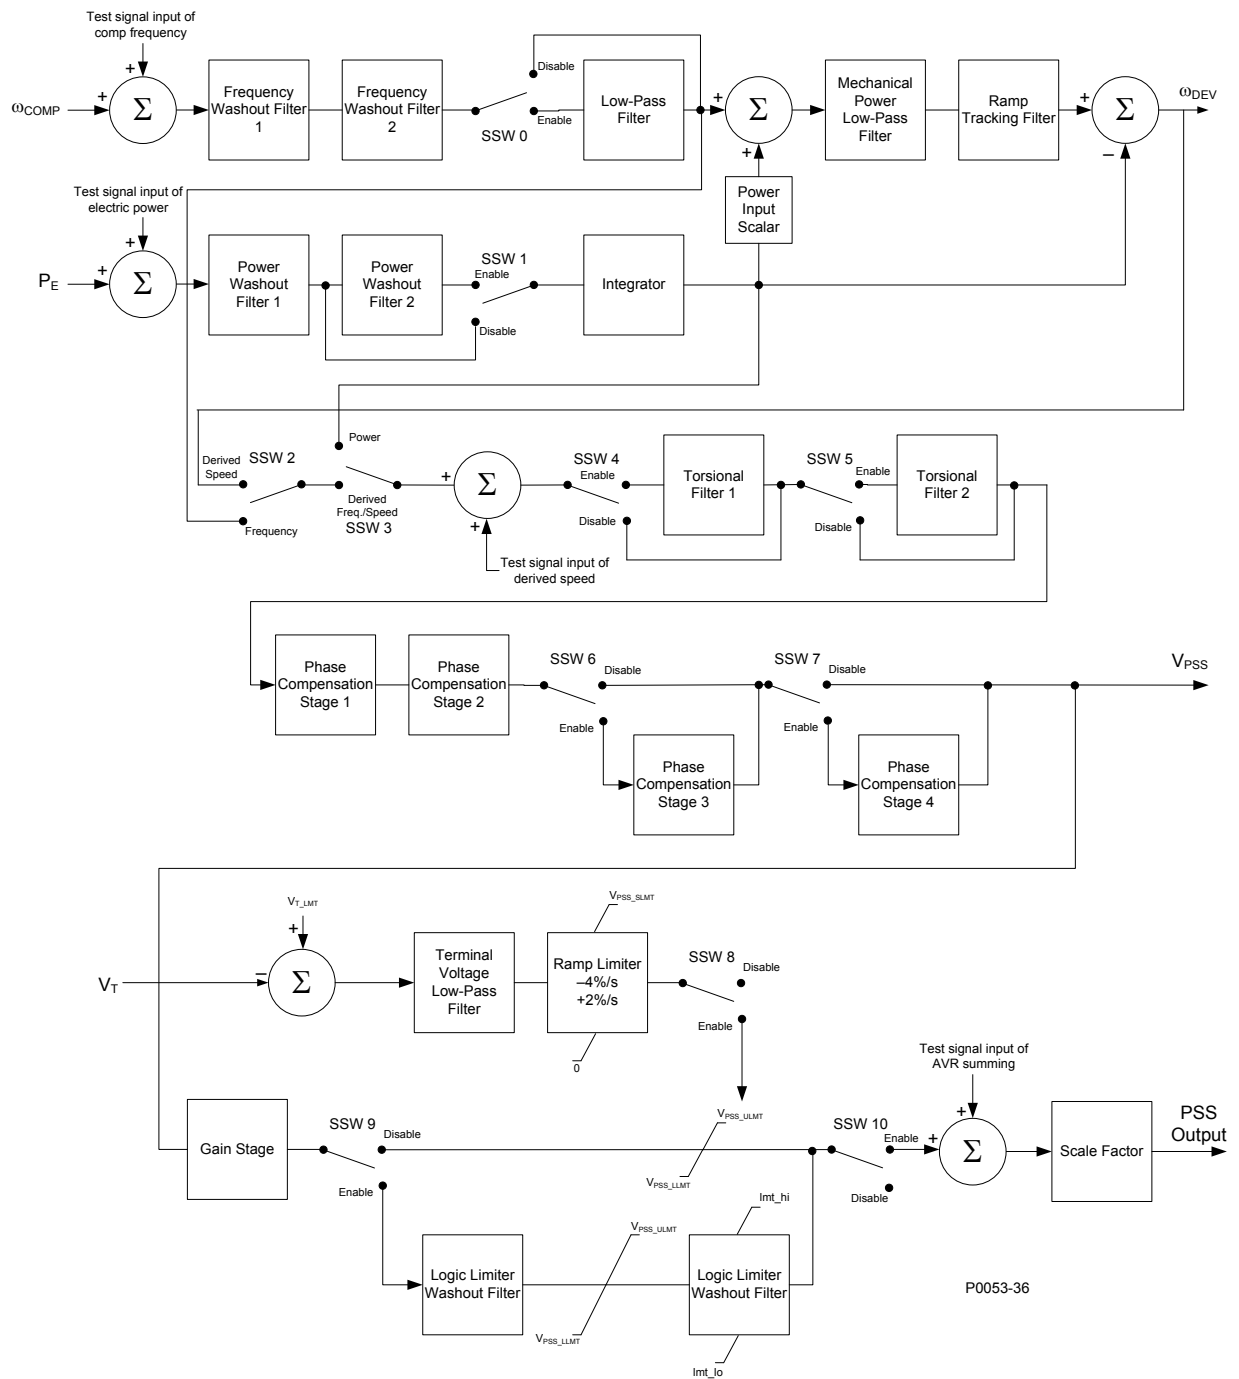 Test signal input of
comp frequency
ωCOMP
+
+
Σ
Frequency
Washout Filter
1
Frequency
Washout Filter
2
SSW 0
Disable
Enable
Low-Pass
Filter
+
+
Σ
Mechanical
Power
Low-Pass
Filter
Ramp
Tracking Filter
+
–
Σ
ωDEV
Test signal input of
electric power
PE
+
+
Σ
Power
Washout
Filter 1
Power
Washout
Filter 2
SSW 1
Enable
Disable
Integrator
Power
Input
Scalar
Derived
Speed
SSW 2
Frequency
Power
Derived
Freq./Speed
SSW 3
+
+
Σ
Test signal input of
derived speed
SSW 4
Enable
Disable
Torsional
Filter 1
SSW 5
Enable
Disable
Torsional
Filter 2
Phase
Compensation
Stage 1
Phase
Compensation
Stage 2
SSW 6
Disable
Enable
Phase
Compensation
Stage 3
SSW 7
Disable
Enable
Phase
Compensation
Stage 4
VPSS
VT_LMT
+
VT
–
Σ
Terminal
Voltage
Low-Pass
Filter
VPSS_SLMT
Ramp Limiter
–4%/s
+2%/s
0
SSW 8
Disable
Enable
Gain Stage
SSW 9
Disable
Enable
VPSS_ULMT
VPSS_LLMT
SSW 10
Enable
Disable
Test signal input of
AVR summing
+
+
Σ
Scale Factor
PSS
Output
Logic Limiter
Washout Filter
VPSS_ULMT
VPSS_LLMT
lmt_hi
Logic Limiter
Washout Filter
lmt_lo
P0053-36